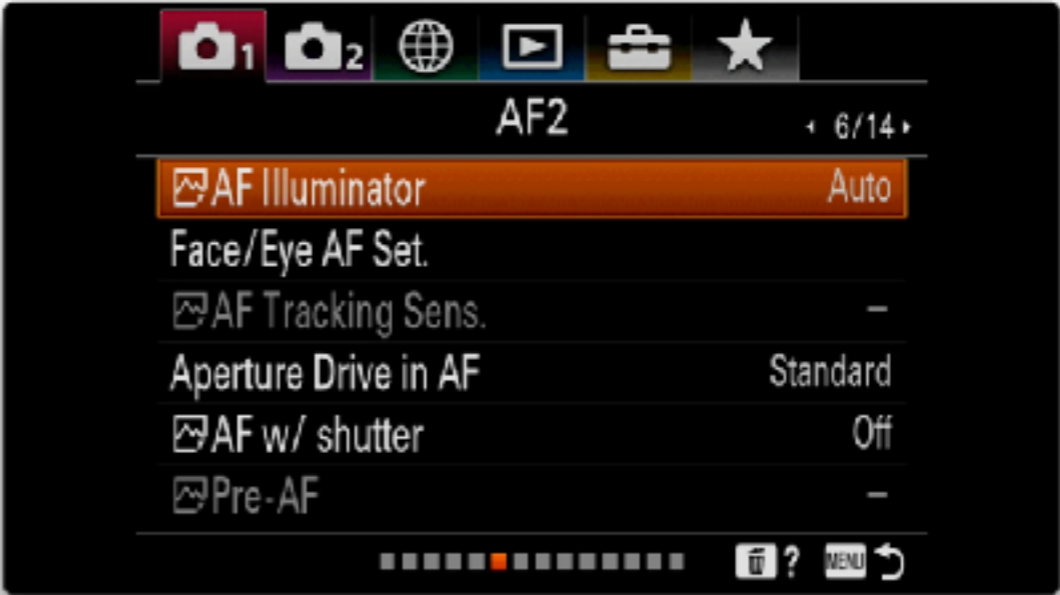 1 2
AF2 6/14
AF Illuminator Auto
Face/Eye AF Set.
AF Tracking Sens. –
Aperture Drive in AF Standard
AF w/ shutter Off
Pre-AF –
? MENU